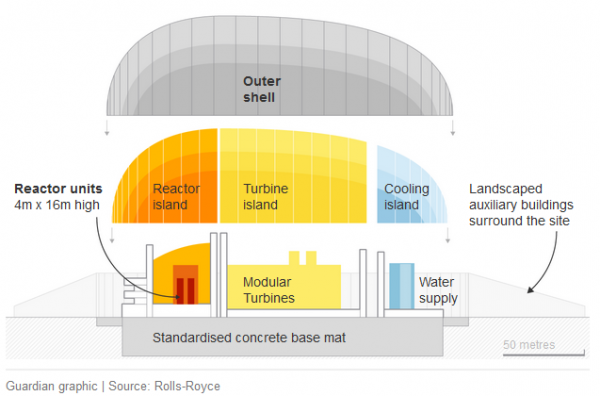 Outer
shell
Reactor units
4m x 16m high
Reactor
island
Turbine
island
Cooling
island
Landscaped
auxiliary buildings
surround the site
Modular
Turbines
Water
supply
Standardised concrete base mat
50 metres
Guardian graphic | Source: Rolls-Royce